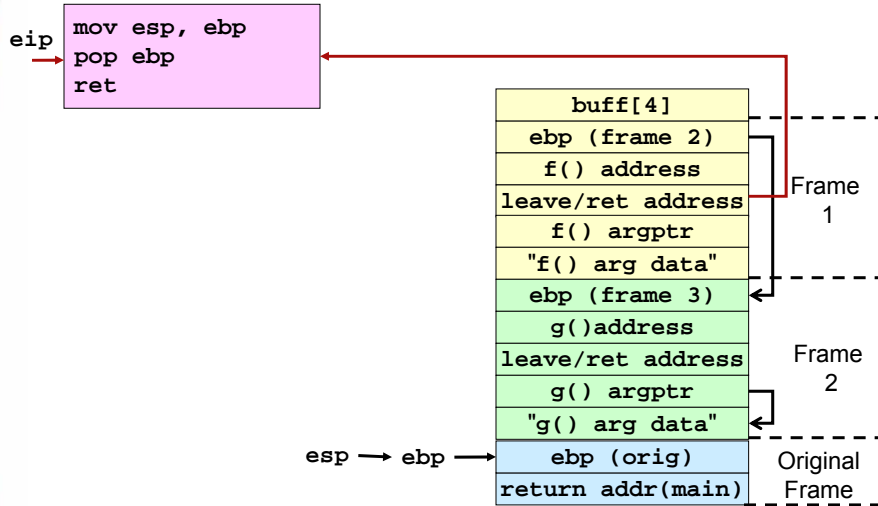 eip
mov esp, ebp
pop ebp
ret
buff[4]
ebp (frame 2)
f() address
leave/ret address
f() argptr
"f() arg data"
Frame
1
ebp (frame 3)
g()address
leave/ret address
g() argptr
"g() arg data"
Frame
2
esp
ebp
ebp (orig)
return addr(main)
Original
Frame